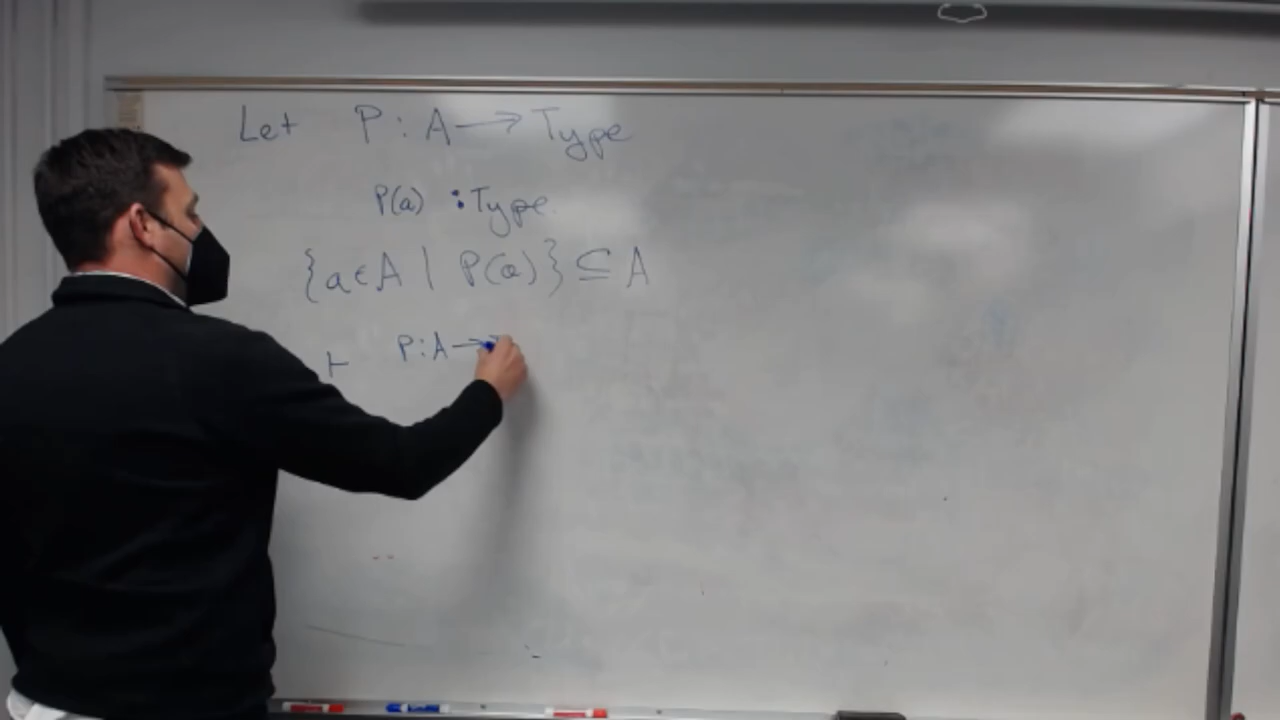 Let P : A → Type
P(a) : Type
{a ∈ A | P(a)} ⊆ A
⊢ P : A →